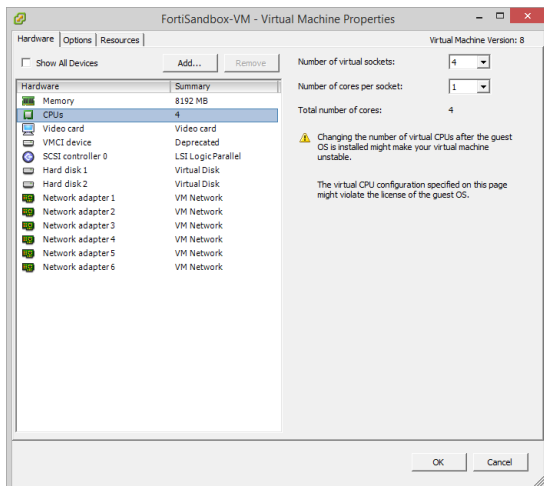 FortiSandbox-VM - Virtual Machine Properties
Hardware Options Resources
Virtual Machine Version: 8
Show All Devices
Add...
Remove
Hardware Summary
Memory 8192 MB
CPUs 4
Video card Video card
VMCI device Deprecated
SCSI controller 0 LSI Logic Parallel
Hard disk 1 Virtual Disk
Hard disk 2 Virtual Disk
Network adapter 1 VM Network
Network adapter 2 VM Network
Network adapter 3 VM Network
Network adapter 4 VM Network
Network adapter 5 VM Network
Network adapter 6 VM Network
Number of virtual sockets: 4
Number of cores per socket: 1
Total number of cores: 4
Changing the number of virtual CPUs after the guest
OS is installed might make your virtual machine
unstable.
The virtual CPU configuration specified on this page
might violate the license of the guest OS.
OK
Cancel